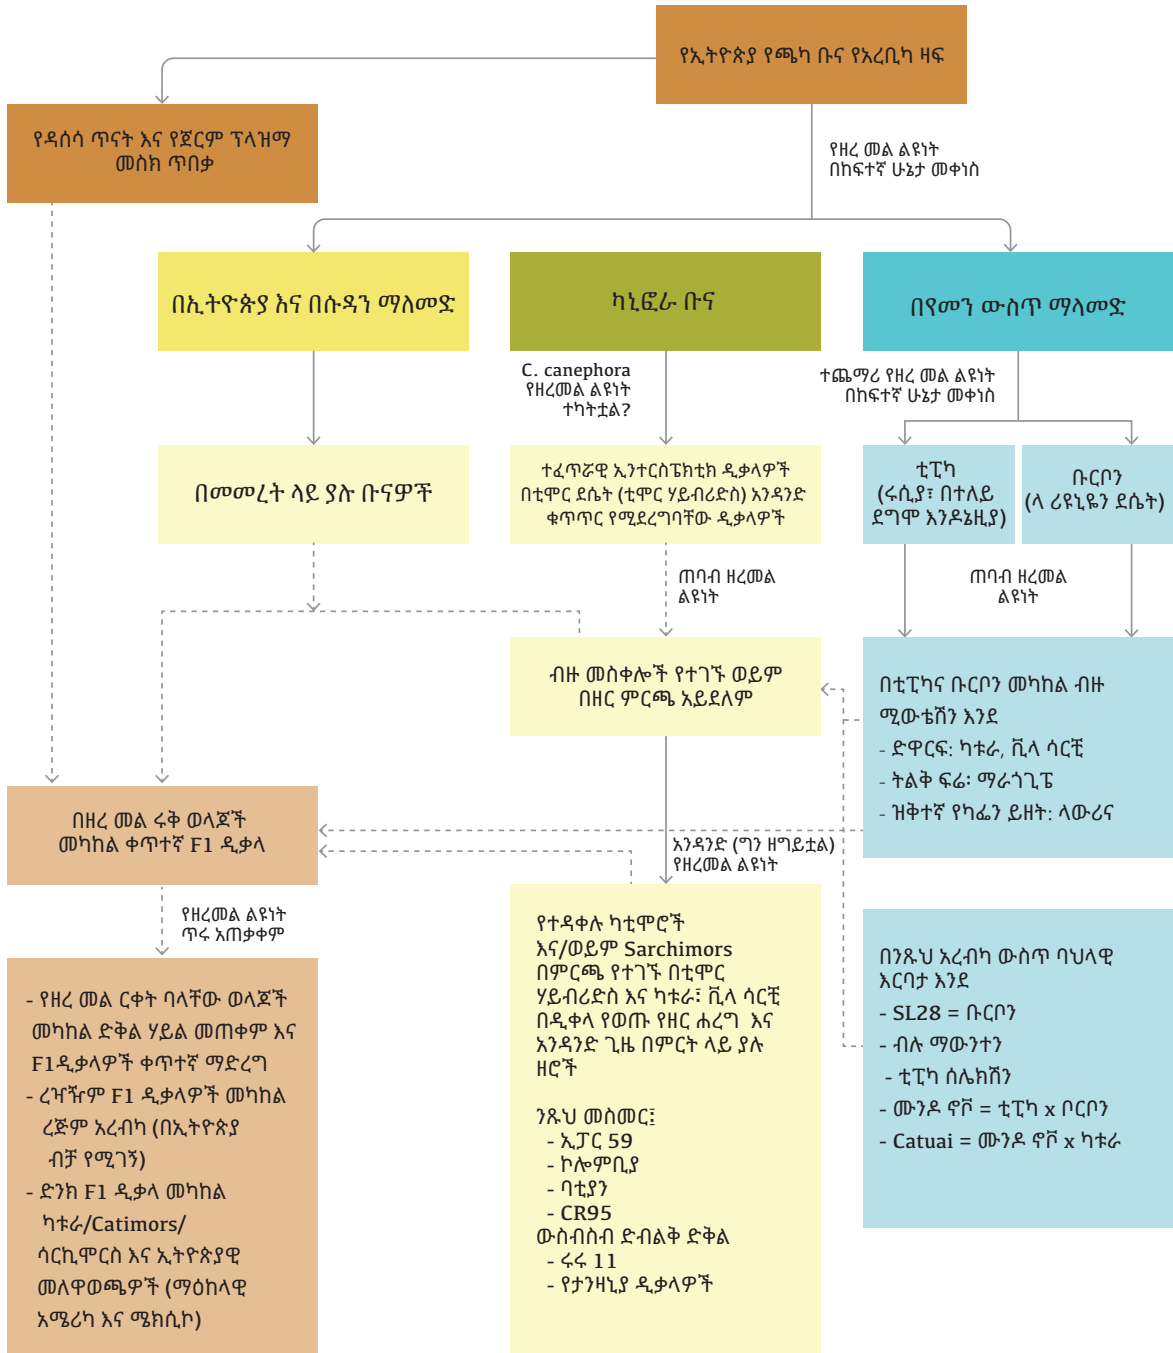 የኢትዮጵያ የጫካ ቡና የአረቢካ ዛፍ
የዳሰሳ ጥናት እና የጀርም ፕላዝማ
መስክ ጥበቃ
የዘረ መል ልዩነት
በከፍተኛ ሁኔታ መቀነስ
በኢትዮጵያ እና በሱዳን ማለመድ
ካኒፎራ ቡና
በየመን ውስጥ ማላመድ
C. canephora
የዘረመል ልዩነት
ተካትቷል?
ተጨማሪ የዘረ መል ልዩነት
በከፍተኛ ሁኔታ መቀነስ
በመመረት ላይ ያሉ ቡናዎች
ተፈጥሯዊ ኢንተርስፔክቲክ ዲቃላዎች
በቲሞር ደሴት (ቲሞር ሃይብሪድስ) አንዳንድ
ቁጥጥር የሚደረግባቸው ዲቃላዎች
ቲፒካ
(ሩሲያ፣ በተለይ
ደግሞ እንዶኔዚያ)
ቡርቦን
(ላ ሪዩኒዬን ደሴት)
ጠባብ ዘረመል
ልዩነት
ጠባብ ዘረመል
ልዩነት
ብዙ መስቀሎች የተገኙ ወይም
በዘር ምርጫ አይደለም
በቲፒካና ቡርቦን መካከል ብዙ
ሚውቴሽን እንደ
- ድዋርፍ: ካቱራ, ቪላ ሳርቺ
- ትልቅ ፍሬ፡ ማራጎጊፔ
- ዝቅተኛ የካፌን ይዘት: ላውሪና
በዘረ መል ሩቅ ወላጆች
መካከል ቀጥተኛ F1 ዲቃላ
አንዳንድ (ግን ዘግይቷል)
የዘረመል ልዩነት
የዘረመል ልዩነት
ጥሩ አጠቃቀም
የተዳቀሉ ካቲሞሮች
እና/ወይም Sarchimors
በምርጫ የተገኙ በቲሞር
ሃይብሪድስ እና ካቱራ፣ ቪላ ሳርቺ
በዲቀላ የወጡ የዘር ሐረግ እና
አንዳንድ ጊዜ በምርት ላይ ያሉ
ዘሮች
ንጹህ መስመር፤
- ኢፓር 59
- ኮሎምቢያ
- ባቲያን
- CR95
ውስብስብ ድብልቅ ድቅል
- ሩሩ 11
- የታንዛኒያ ዲቃላዎች
በንጹህ አረብካ ውስጥ ባህላዊ
እርባታ እንደ
- SL28 = ቡርቦን
- ብሉ ማውንተን
- ቲፒካ ሰሌክሽን
- ሙንዶ ኖቮ = ቲፒካ x ቦርቦን
- Catuai = ሙንዶ ኖቮ x ካቱራ
- የዘረ መል ርቀት ባላቸው ወላጆች
መካከል ድቅል ሃይል መጠቀም እና
F1ዲቃላዎች ቀጥተኛ ማድረግ
- ረዣዥም F1 ዲቃላዎች መካከል
ረጅም አረብካ (በኢትዮጵያ
ብቻ የሚገኝ)
- ድንክ F1 ዲቃላ መካከል
ካቱራ/Catimors/
ሳርኪሞርስ እና ኢትዮጵያዊ
መለዋወጫዎች (ማዕከላዊ
አሜሪካ እና ሜክሲኮ)